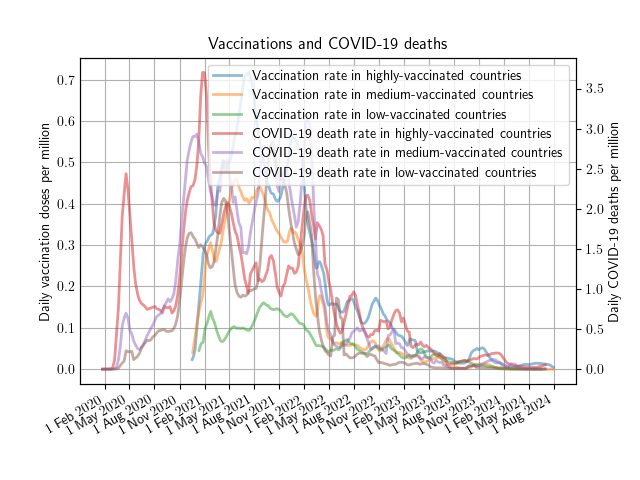 Vaccinations and COVID-19 deaths
Vaccination rate in highly-vaccinated countries
Vaccination rate in medium-vaccinated countries
Vaccination rate in low-vaccinated countries
COVID-19 death rate in highly-vaccinated countries
COVID-19 death rate in medium-vaccinated countries
COVID-19 death rate in low-vaccinated countries
Daily vaccination doses per million
0.7
0.6
0.5
0.4
0.3
0.2
0.1
0.0
Daily COVID-19 deaths per million
3.5
3.0
2.5
2.0
1.5
1.0
0.5
0.0
1 Feb 2020
1 May 2020
1 Aug 2020
1 Nov 2020
1 Feb 2021
1 May 2021
1 Aug 2021
1 Nov 2021
1 Feb 2022
1 May 2022
1 Aug 2022
1 Nov 2022
1 Feb 2023
1 May 2023
1 Aug 2023
1 Nov 2023
1 Feb 2024
1 May 2024
1 Aug 2024